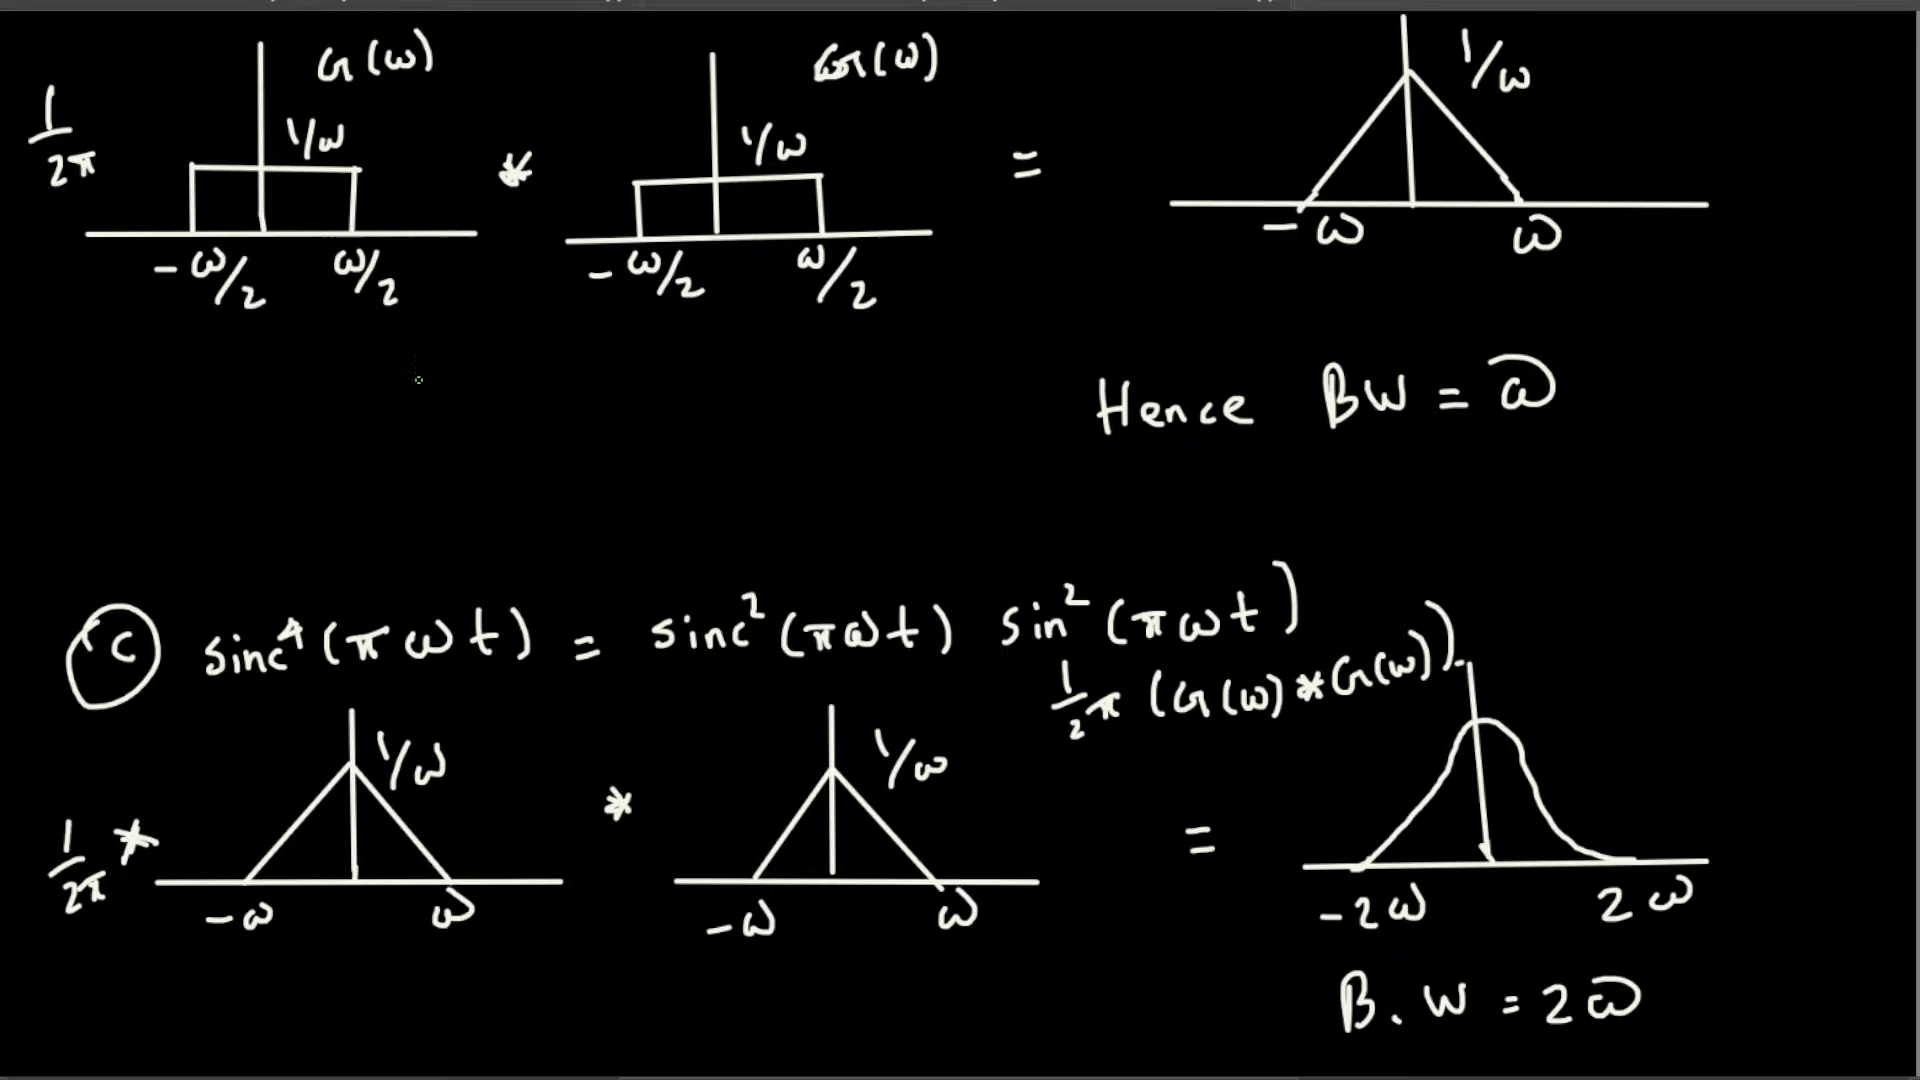 G(ω) G(ω) 1/ω
1/2π 1/ω * 1/ω =
-ω/2 ω/2 -ω/2 ω/2 -ω ω
Hence BW = ω
(c) sinc⁴(πωt) = sinc²(πωt) sin²(πωt)
1/2π (G(ω) * G(ω))
1/2π * 1/ω * 1/ω =
-ω ω -ω ω -2ω 2ω
B.W = 2ω